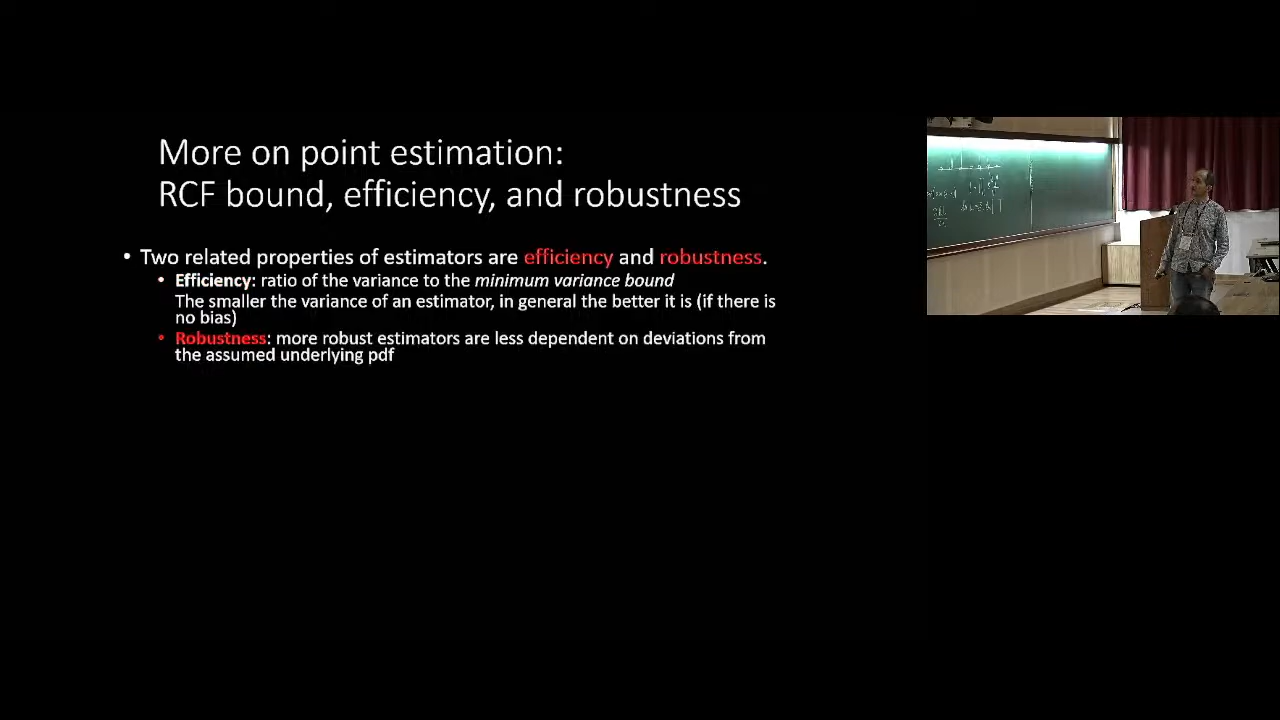 More on point estimation:
RCF bound, efficiency, and robustness
• Two related properties of estimators are efficiency and robustness.
• Efficiency: ratio of the variance to the minimum variance bound
The smaller the variance of an estimator, in general the better it is (if there is
no bias)
• Robustness: more robust estimators are less dependent on deviations from
the assumed underlying pdf